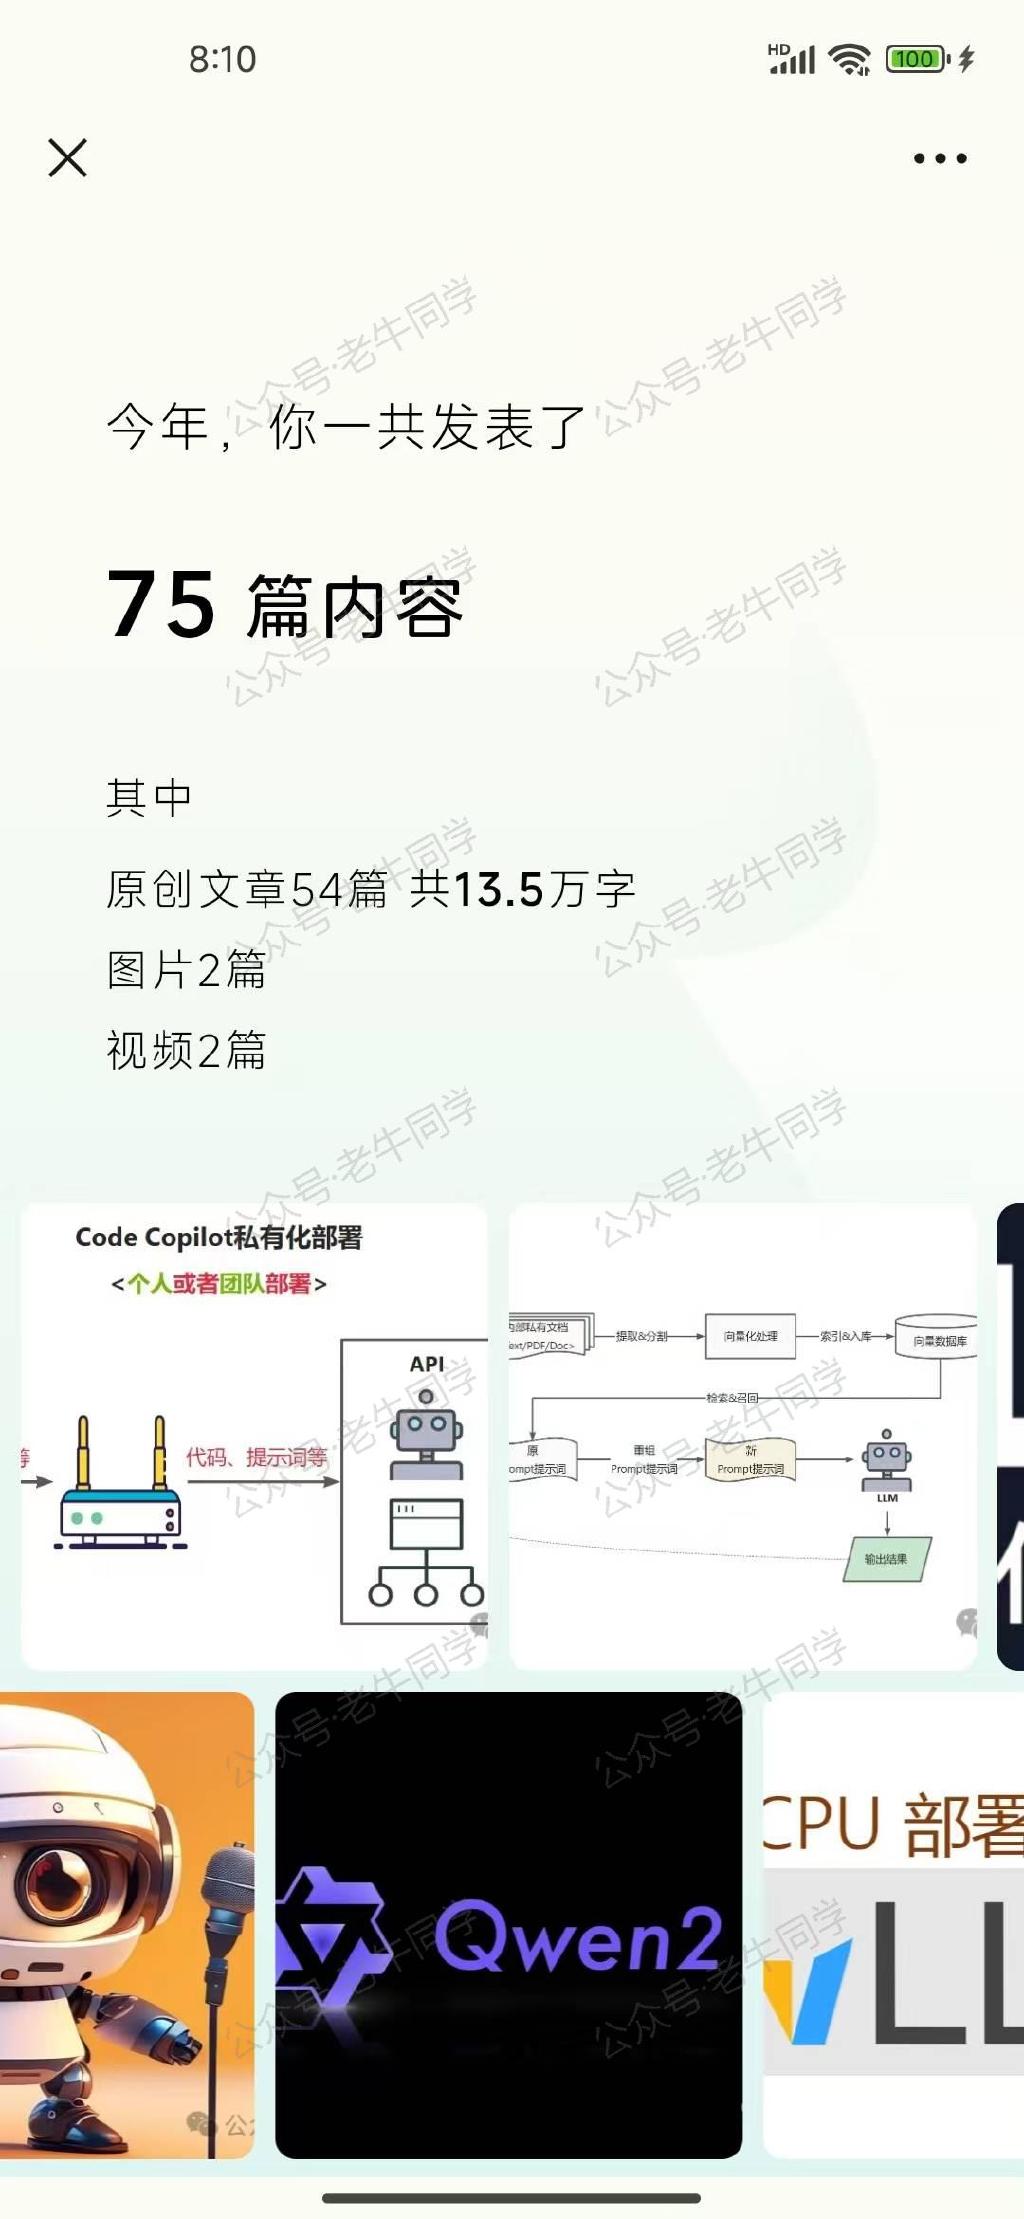 8:10
HD
100
今年，你一共发表了
75 篇内容
其中
原创文章54篇 共13.5万字
图片2篇
视频2篇
Code Copilot私有化部署
<个人或者团队部署>
API
等
代码、提示词等
内部私有文档
ext/PDF/Doc>
提取&分割
向量化处理
索引&入库
向量数据库
检索&召回
原
ompt提示词
重组
Prompt提示词
新
Prompt提示词
LLM
输出结果
Qwen2
CPU 部署
LL
公众号·老牛同学